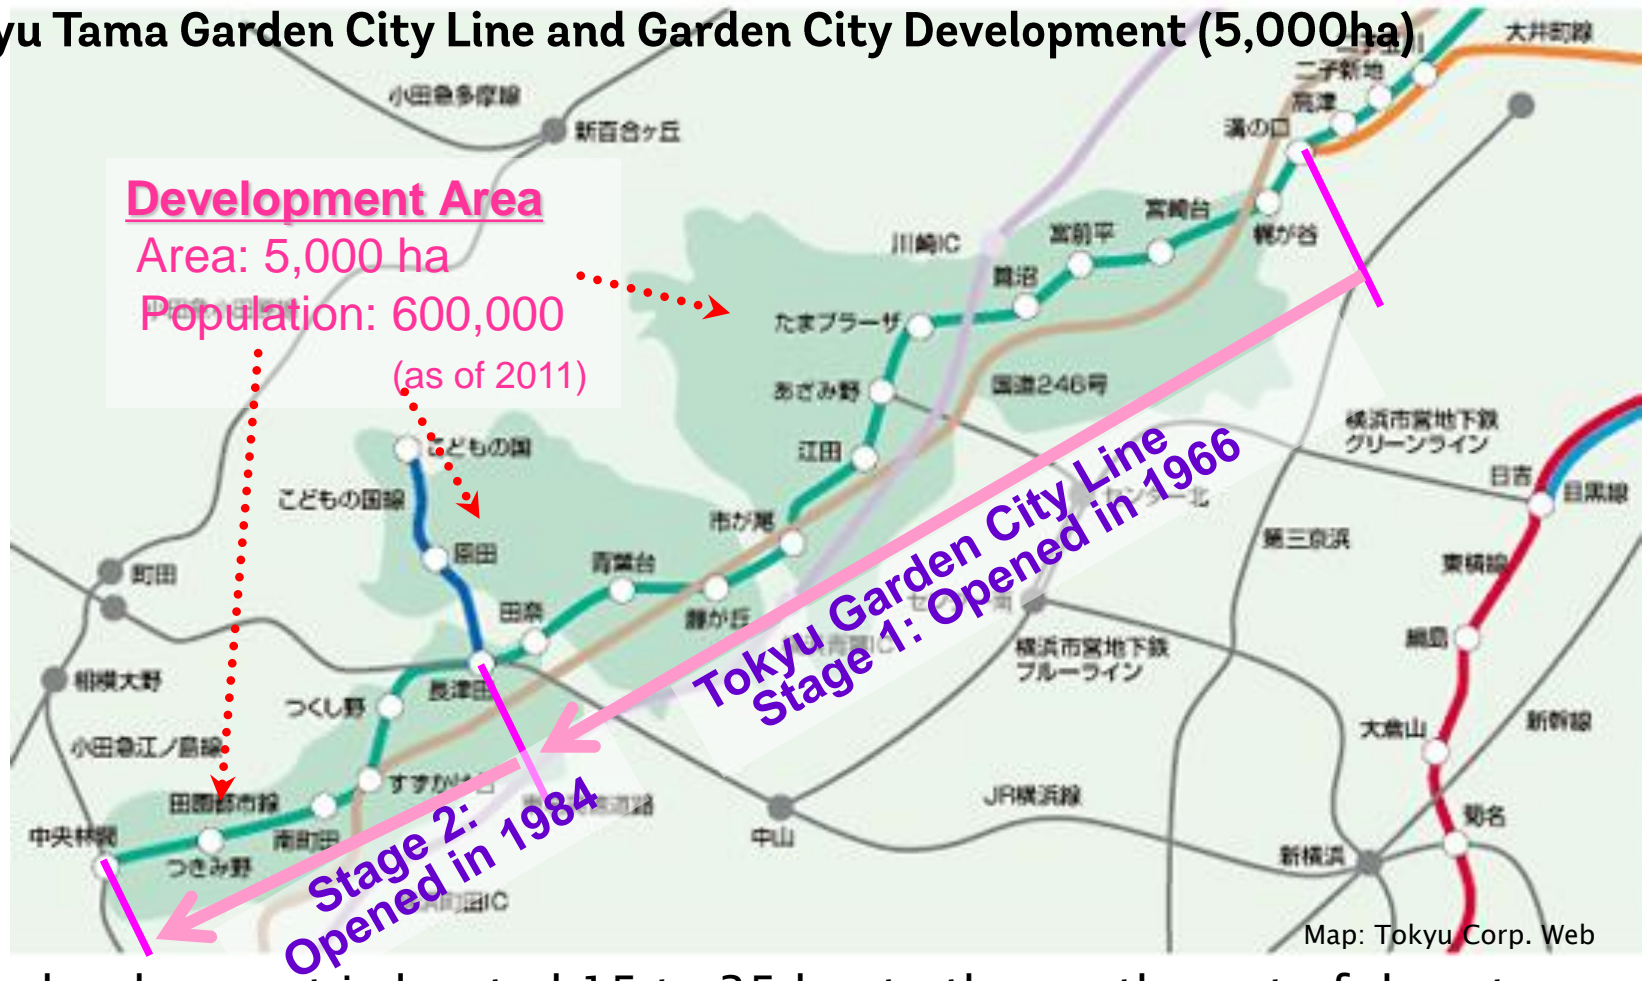 yu Tama Garden City Line and Garden City Development (5,000ha)
大井町線
二子新地
高津
溝の口
小田急多摩線
新百合ヶ丘
Development Area
Area: 5,000 ha
Population: 600,000
(as of 2011)
宮崎台
梶が谷
川崎IC
宮前平
鷺沼
たまプラーザ
あざみ野
国道246号
江田
横浜市営地下鉄
グリーンライン
日吉
目黒線
こどもの国
こどもの国線
市が尾
センター北
第三京浜
Tokyu Garden City Line
Stage 1: Opened in 1966
恩田
青葉台
東横線
町田
田奈
藤が丘
綱島
横浜市営地下鉄
ブルーライン
相模大野
長津田
つくし野
新幹線
大倉山
小田急江ノ島線
田園都市線
JR横浜線
中央林間
南町田
つきみ野
中山
菊名
新横浜
Stage 2:
Opened in 1984
Map: Tokyu Corp. Web